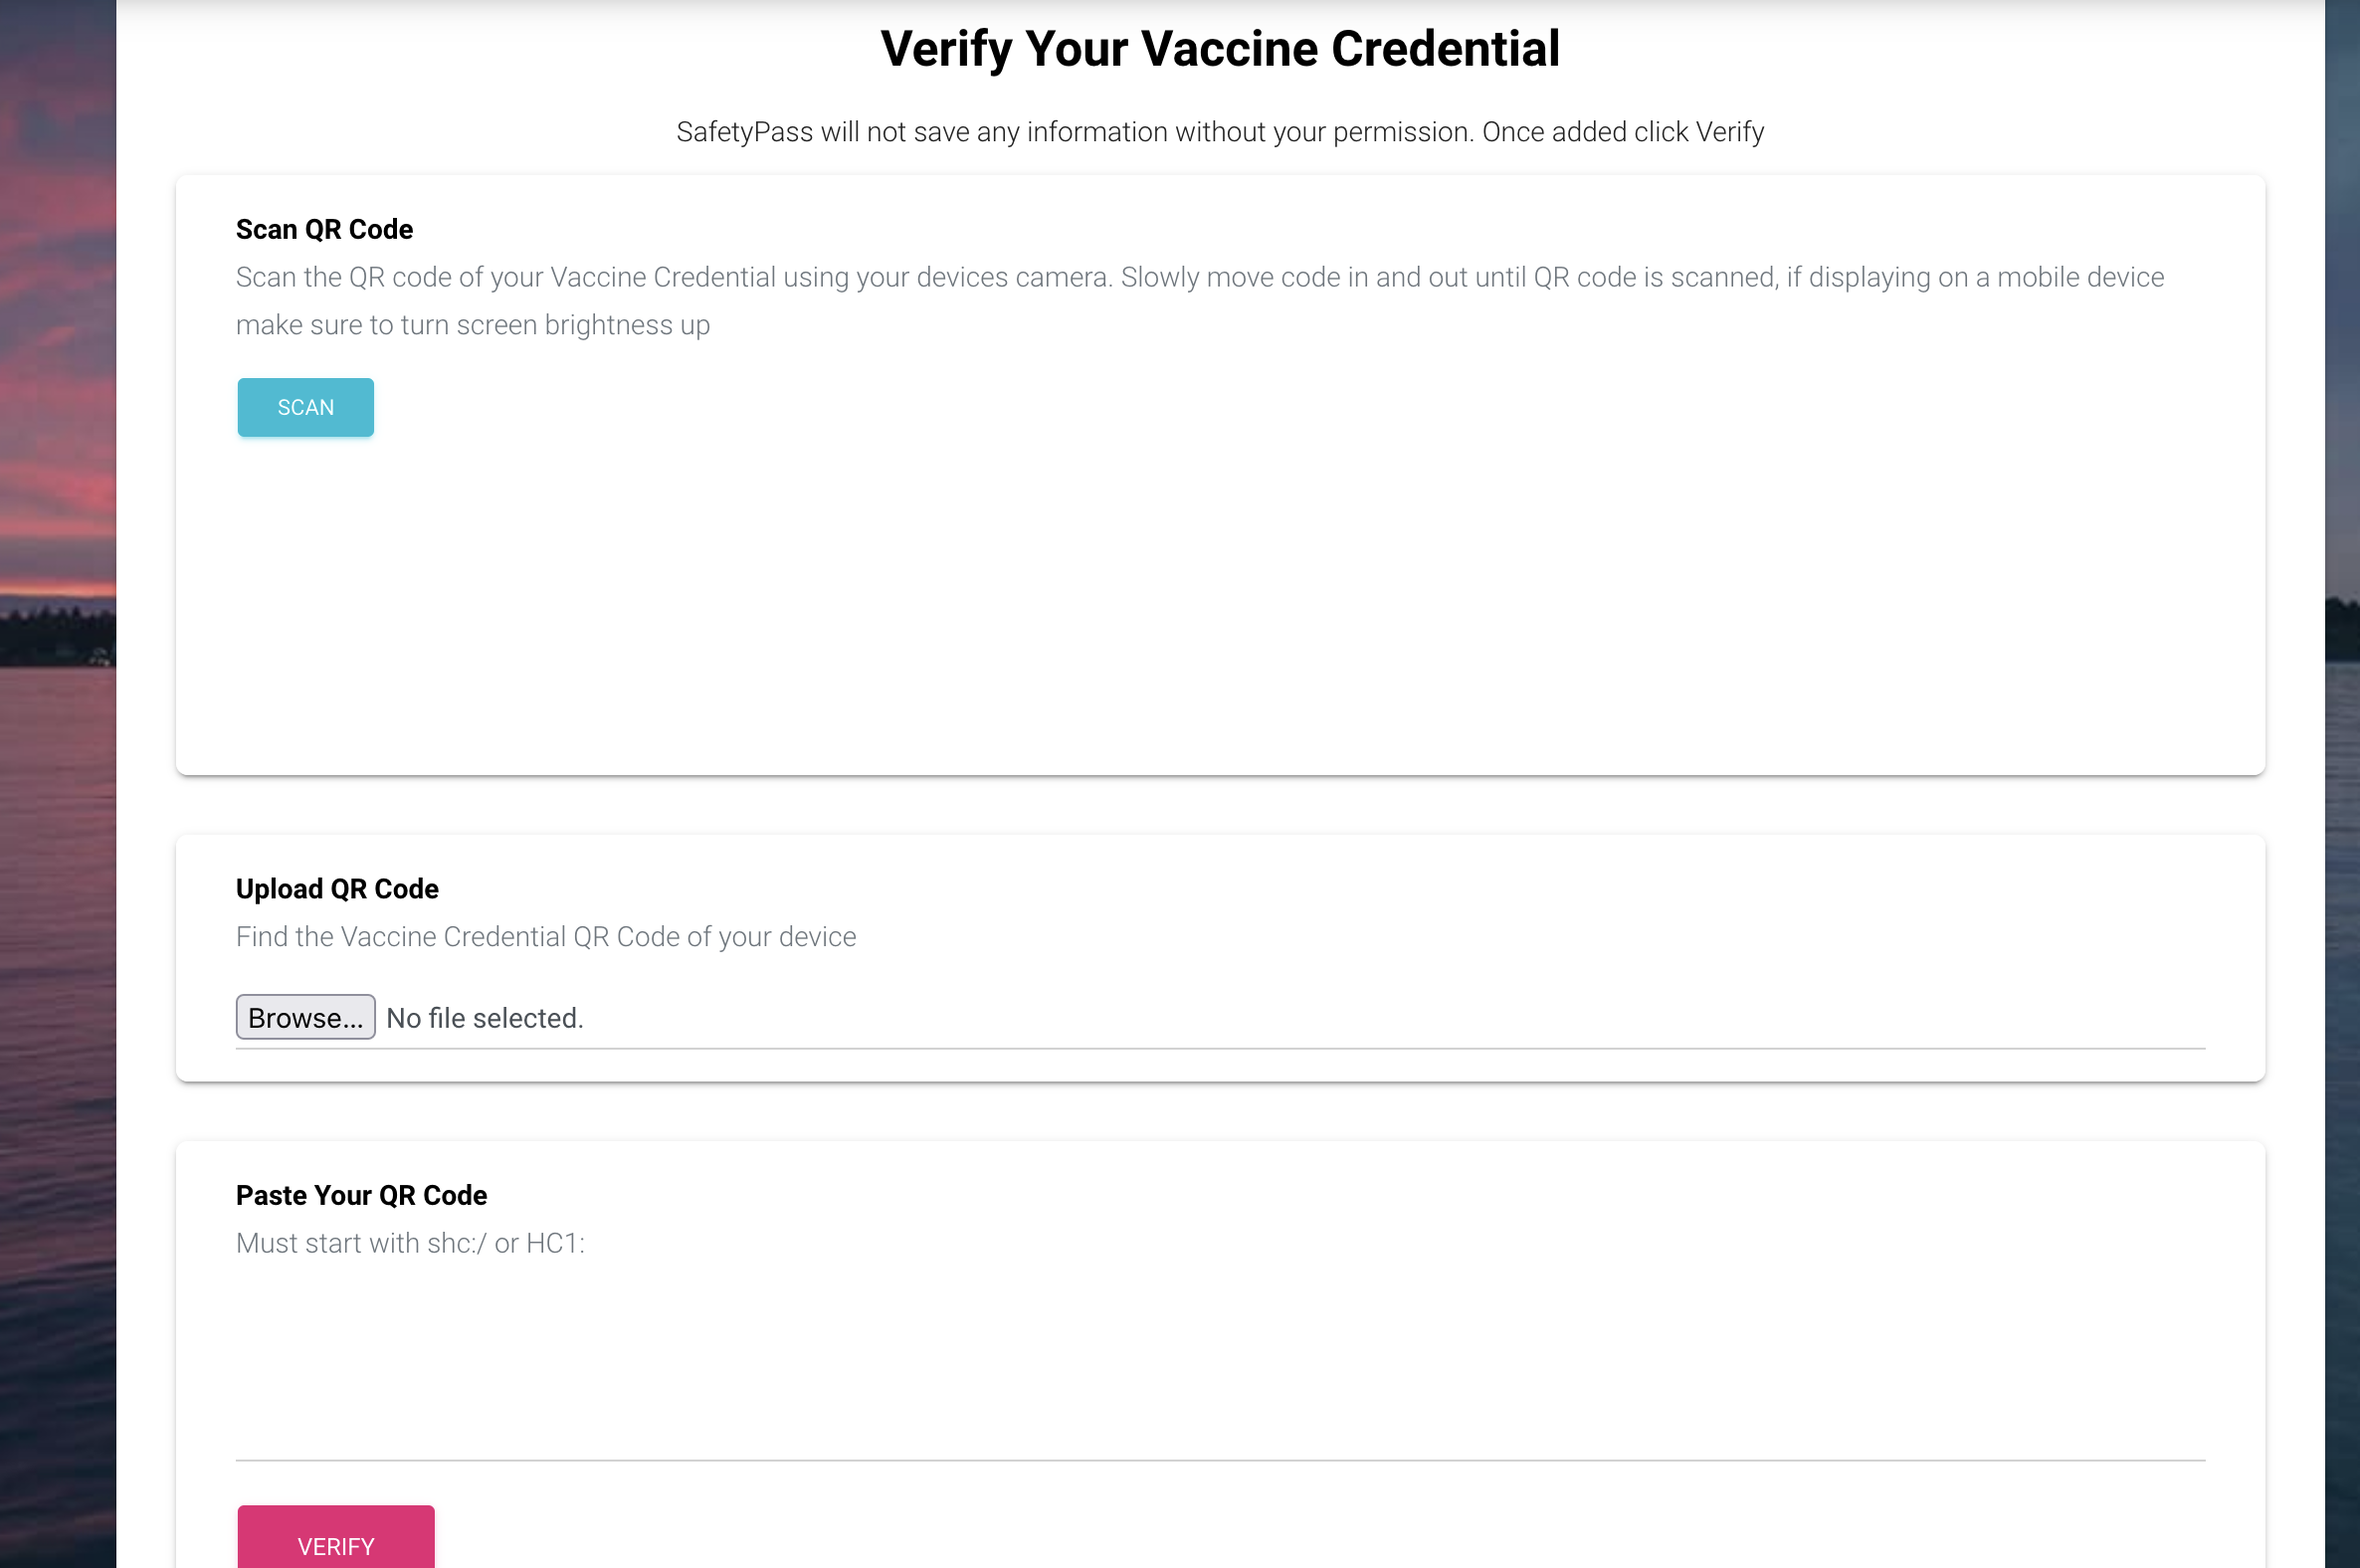 Verify Your Vaccine Credential
SafetyPass will not save any information without your permission. Once added click Verify
Scan QR Code
Scan the QR code of your Vaccine Credential using your devices camera. Slowly move code in and out until QR code is scanned, if displaying on a mobile device
make sure to turn screen brightness up
SCAN
Upload QR Code
Find the Vaccine Credential QR Code of your device
Browse... No file selected.
Paste Your QR Code
Must start with shc:/ or HC1:
VERIFY